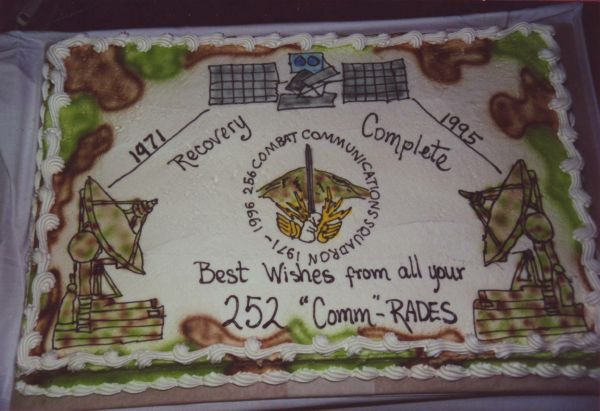 1971
Recovery
Complete
1995
256 COMBAT COMMUNICATIONS SQUADRON 1971-1996
Best Wishes from all your
252 "Comm"-RADES